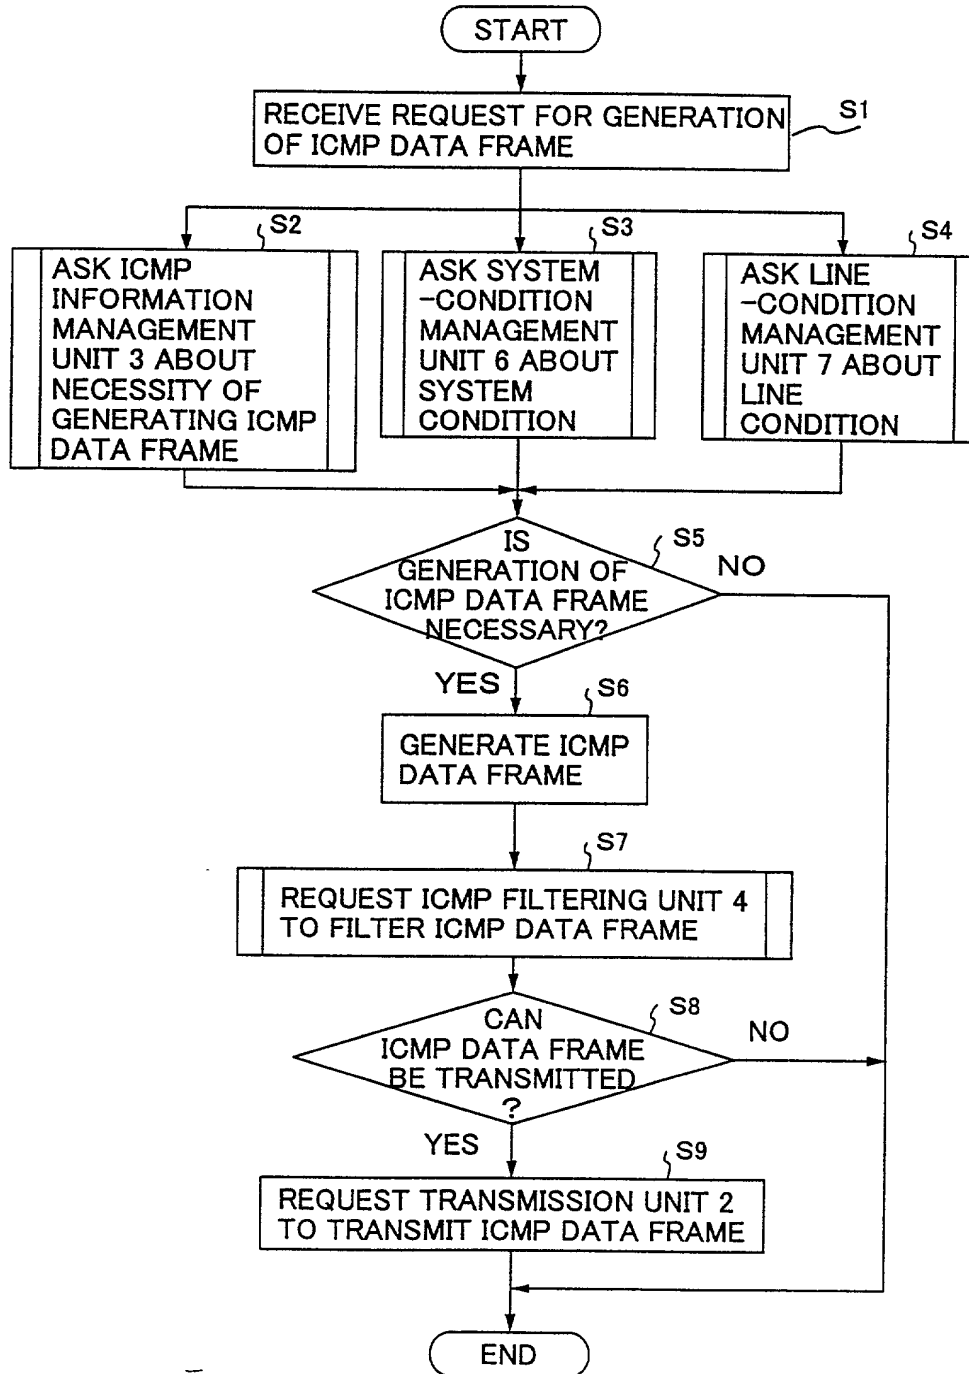 START
RECEIVE REQUEST FOR GENERATION
OF ICMP DATA FRAME
S1
S2
ASK ICMP
INFORMATION
MANAGEMENT
UNIT 3 ABOUT
NECESSITY OF
GENERATING ICMP
DATA FRAME
S3
ASK SYSTEM
-CONDITION
MANAGEMENT
UNIT 6 ABOUT
SYSTEM
CONDITION
S4
ASK LINE
-CONDITION
MANAGEMENT
UNIT 7 ABOUT
LINE
CONDITION
IS
GENERATION OF
ICMP DATA FRAME
NECESSARY?
S5
NO
YES
S6
GENERATE ICMP
DATA FRAME
S7
REQUEST ICMP FILTERING UNIT 4
TO FILTER ICMP DATA FRAME
CAN
ICMP DATA FRAME
BE TRANSMITTED
?
S8
NO
YES
S9
REQUEST TRANSMISSION UNIT 2
TO TRANSMIT ICMP DATA FRAME
END